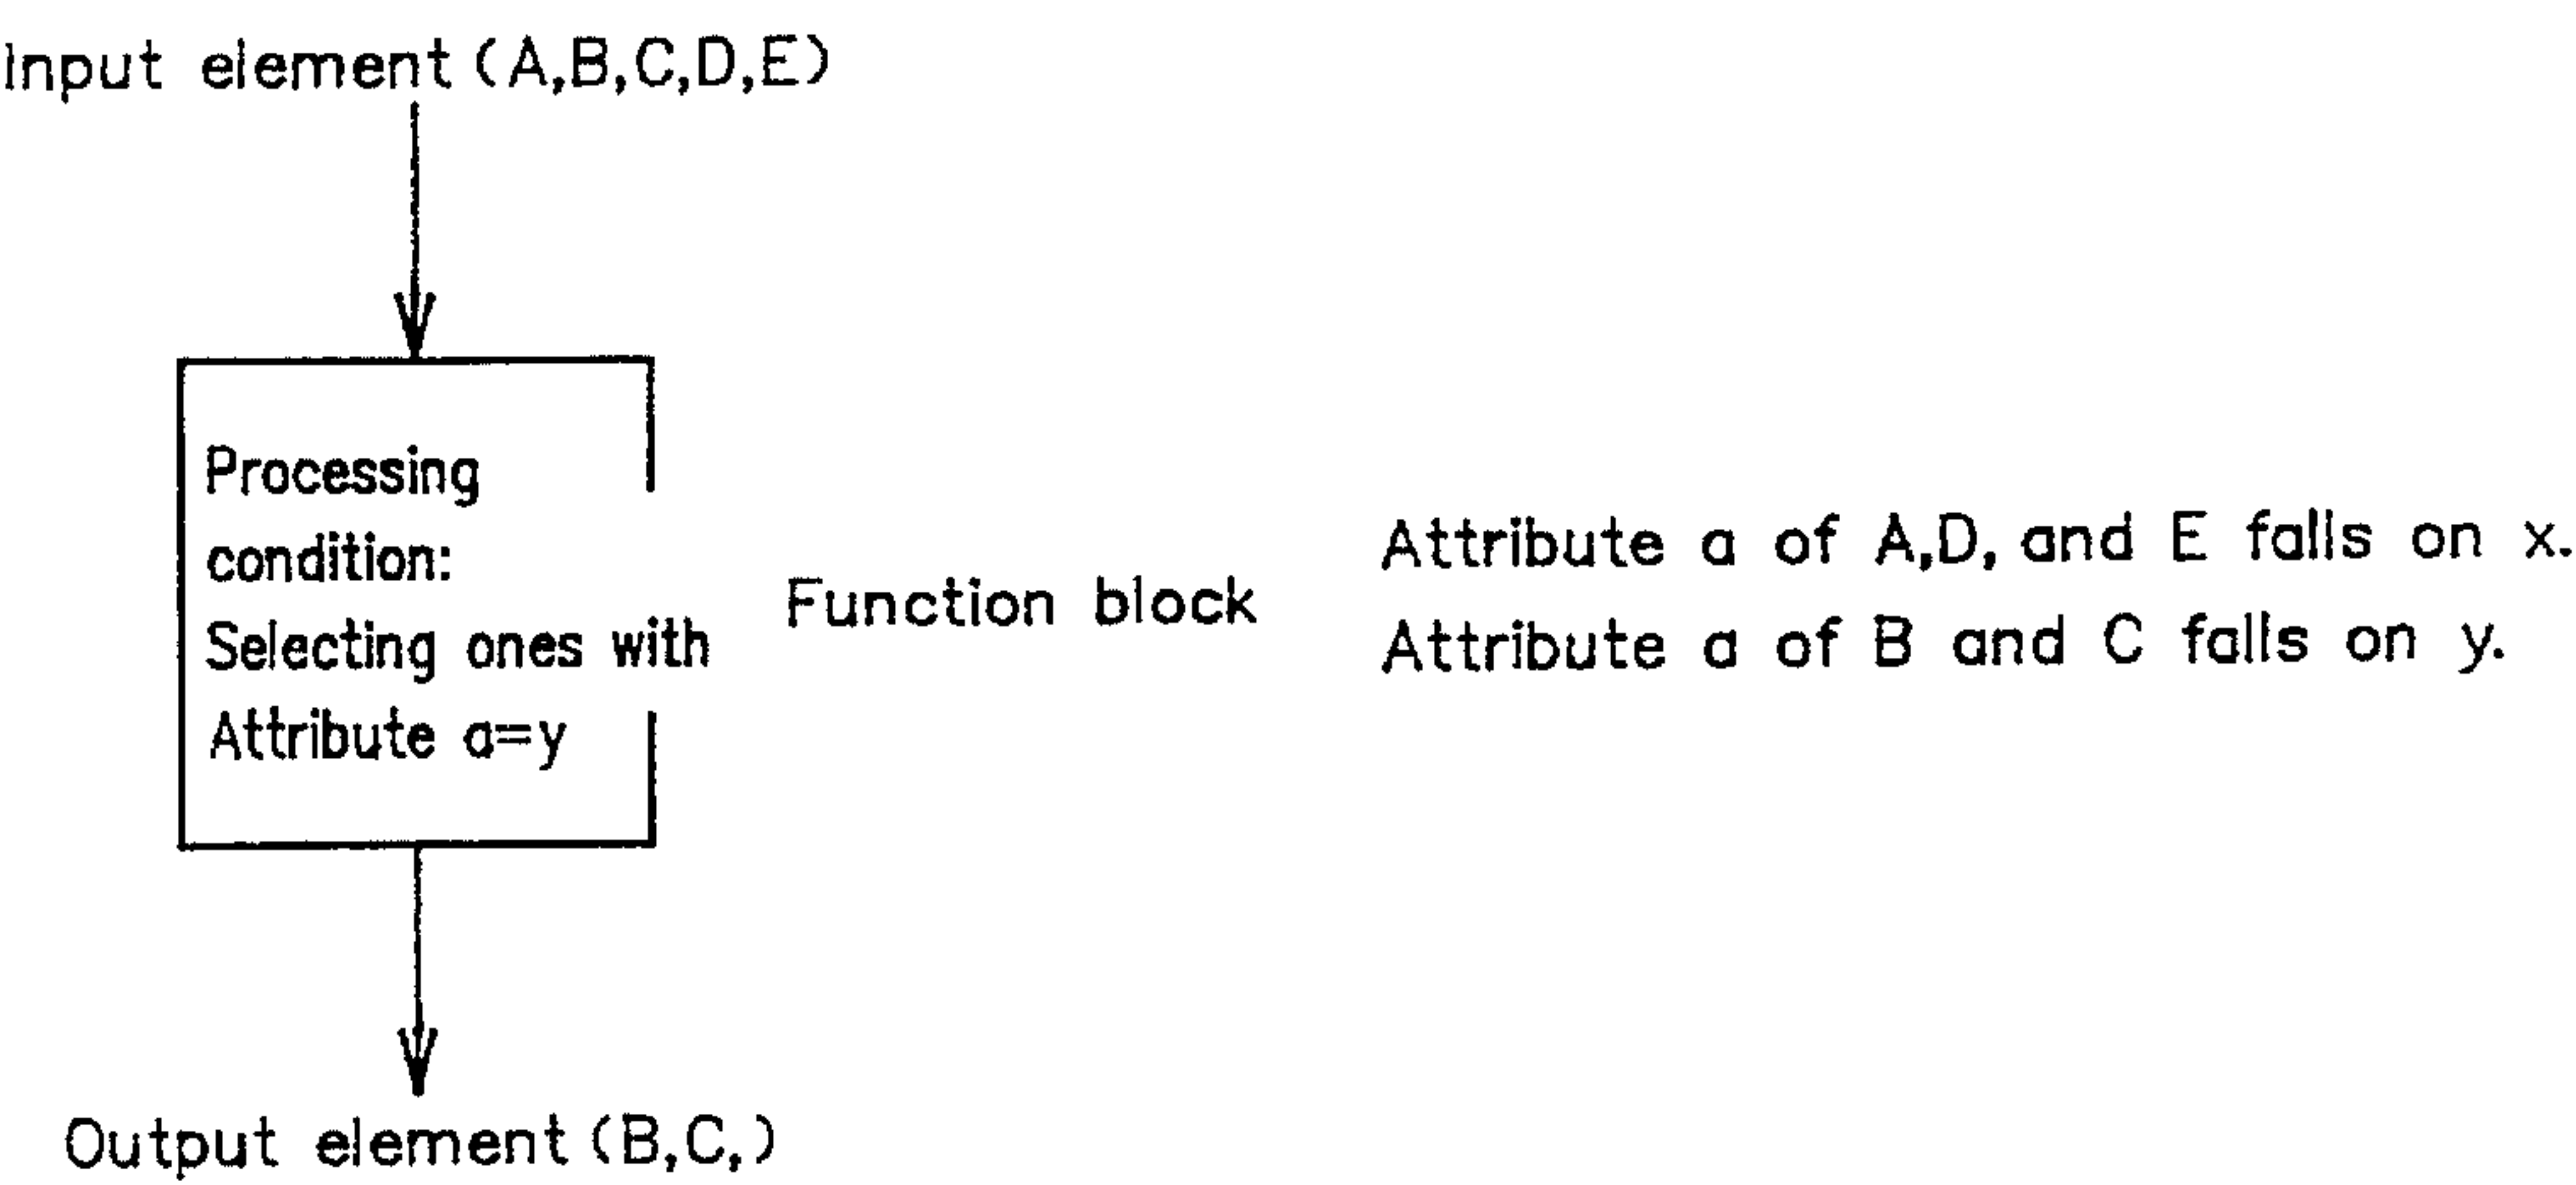 Input element (A,B,C,D,E)
Processing
condition:
Selecting ones with
Attribute a=y
Function block
Attribute a of A,D, and E falls on x.
Attribute a of B and C falls on y.
Output element (B,C,)